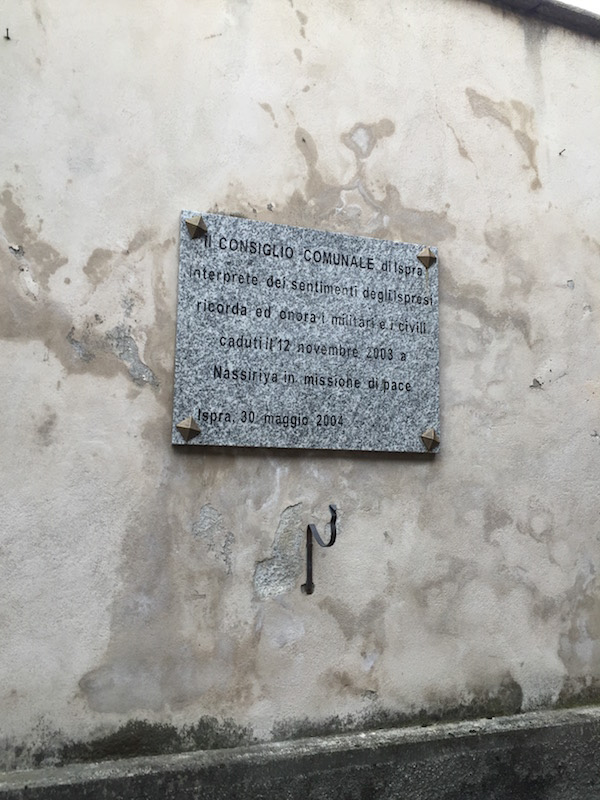 Il CONSIGLIO COMUNALE di Ispra
interprete dei sentimenti degli Ispresi
ricorda ed onora i militari e i civili
caduti il 12 novembre 2003 a
Nassiriya in missione di pace
Ispra, 30 maggio 2004